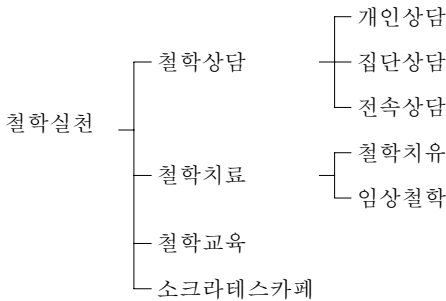 개인상담
철학상담
집단상담
전속상담
철학실천
철학치유
철학치료
임상철학
철학교육
소크라테스카페